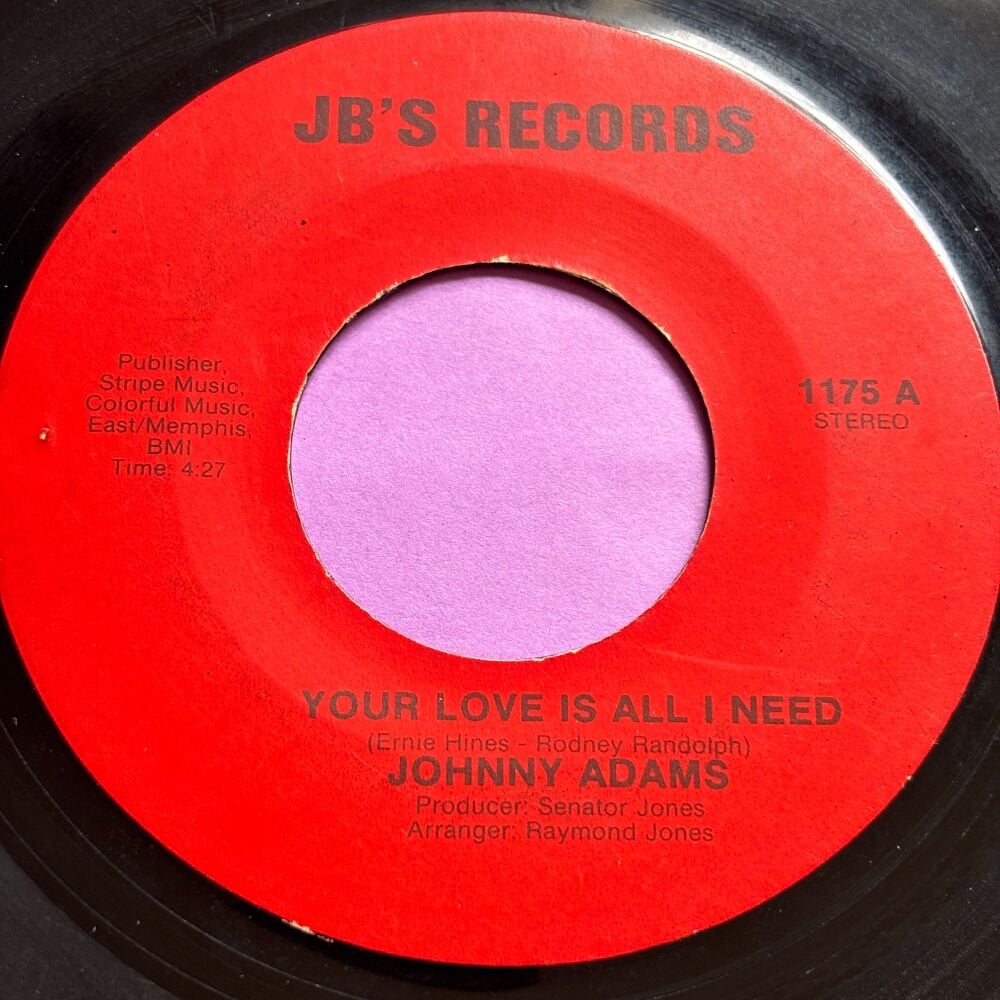 JB'S RECORDS
Publisher,
Stripe Music,
Colorful Music,
East/Memphis,
BMI
Time: 4:27
1175 A
STEREO
YOUR LOVE IS ALL I NEED
(Ernie Hines - Rodney Randolph)
JOHNNY ADAMS
Producer: Senator Jones
Arranger: Raymond Jones